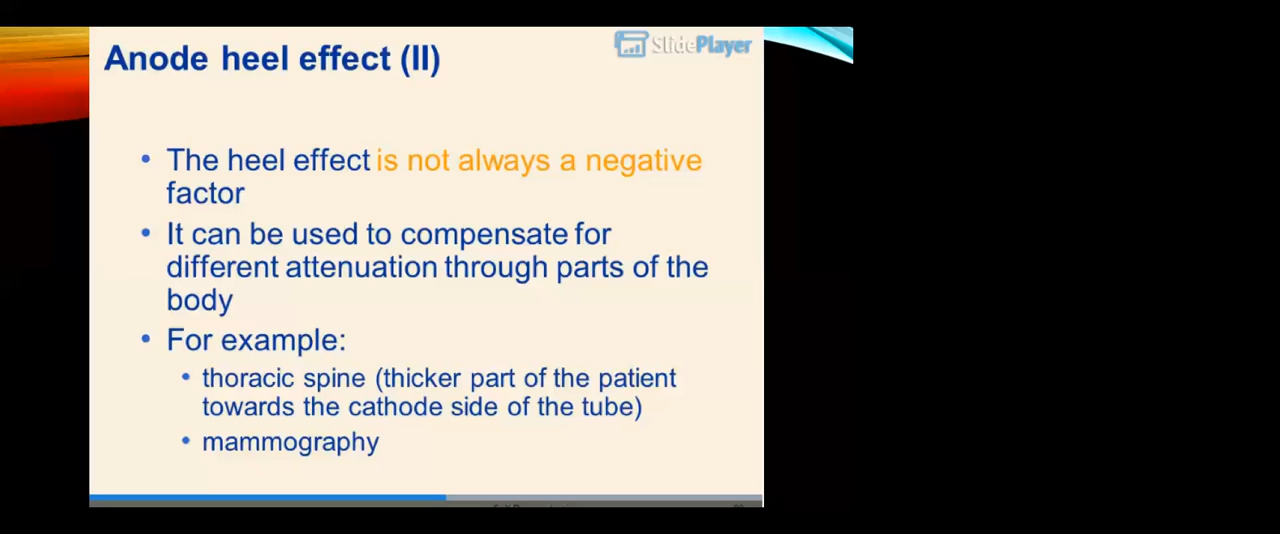 Anode heel effect (II)
SlidePlayer
• The heel effect is not always a negative
factor
• It can be used to compensate for
different attenuation through parts of the
body
• For example:
• thoracic spine (thicker part of the patient
towards the cathode side of the tube)
• mammography